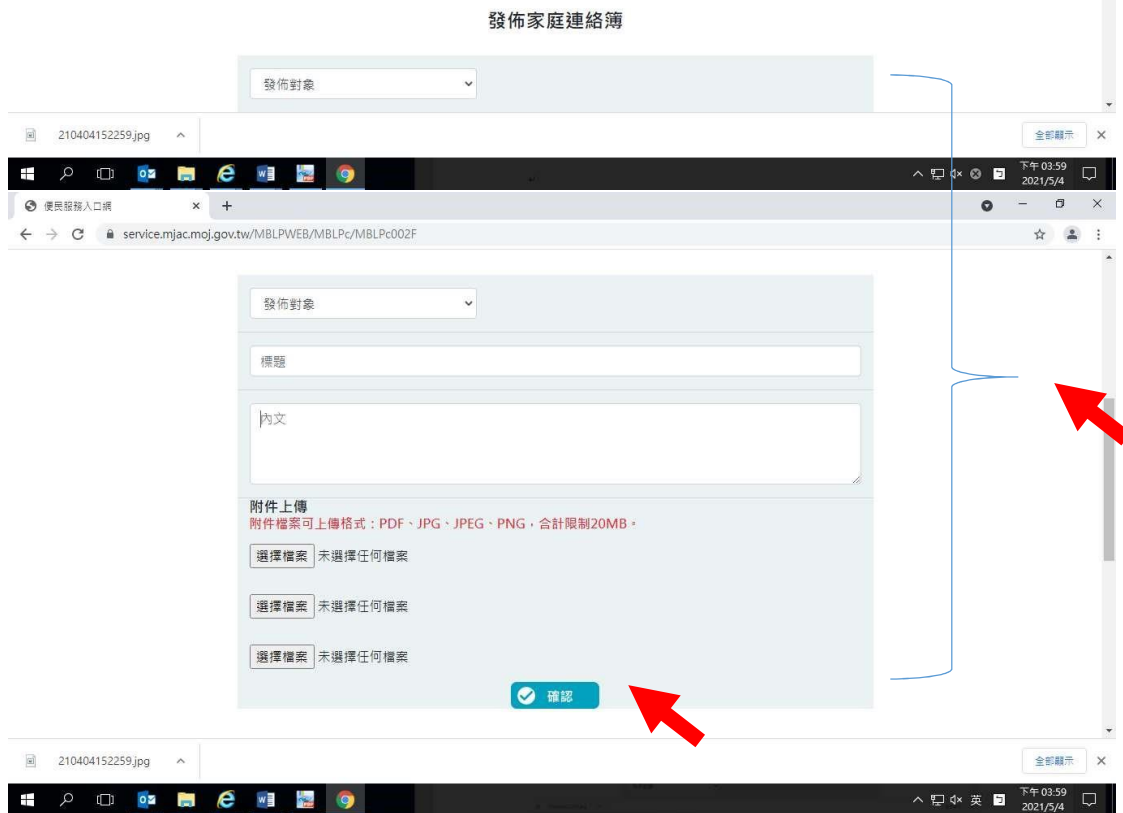 發佈家庭連絡簿
發佈對象
210404152259.jpg
全部顯示
下午 03:59
2021/5/4
便民服務入口網
service.mjac.moj.gov.tw/MBLPWEB/MBLPc/MBLPc002F
發佈對象
標題
內文
附件上傳
附件檔案可上傳格式：PDF、JPG、JPEG、PNG，合計限制20MB。
選擇檔案 未選擇任何檔案
選擇檔案 未選擇任何檔案
選擇檔案 未選擇任何檔案
確認
210404152259.jpg
全部顯示
英
下午 03:59
2021/5/4